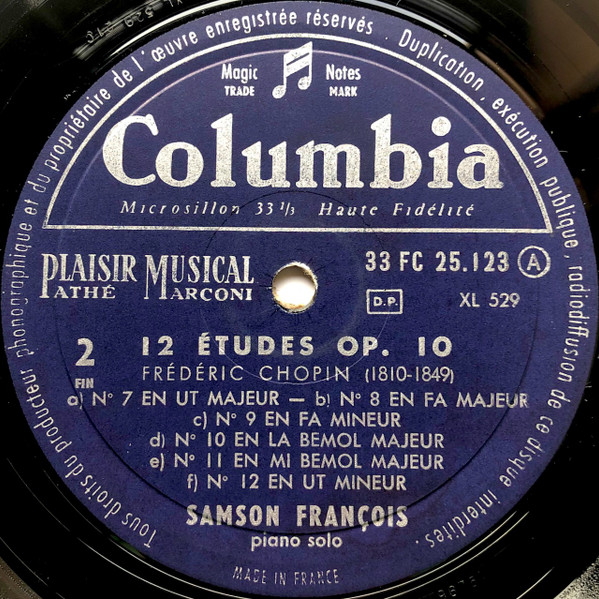 Tous droits du producteur phonographique et du propriétaire de l'œuvre enregistrée réservés. Duplication, exécution publique, radiodiffusion de ce disque interdites.
Magic Notes
TRADE MARK
Columbia
Microsillon 33 1/3 Haute Fidélité
PLAISIR MUSICAL
PATHÉ MARCONI
33 FC 25.123 A
D.P. XL 529
2
FIN
12 ÉTUDES OP. 10
FRÉDÉRIC CHOPIN (1810-1849)
a) N° 7 EN UT MAJEUR — b) N° 8 EN FA MAJEUR
c) N° 9 EN FA MINEUR
d) N° 10 EN LA BEMOL MAJEUR
e) N° 11 EN MI BEMOL MAJEUR
f) N° 12 EN UT MINEUR
SAMSON FRANÇOIS
piano solo
MADE IN FRANCE